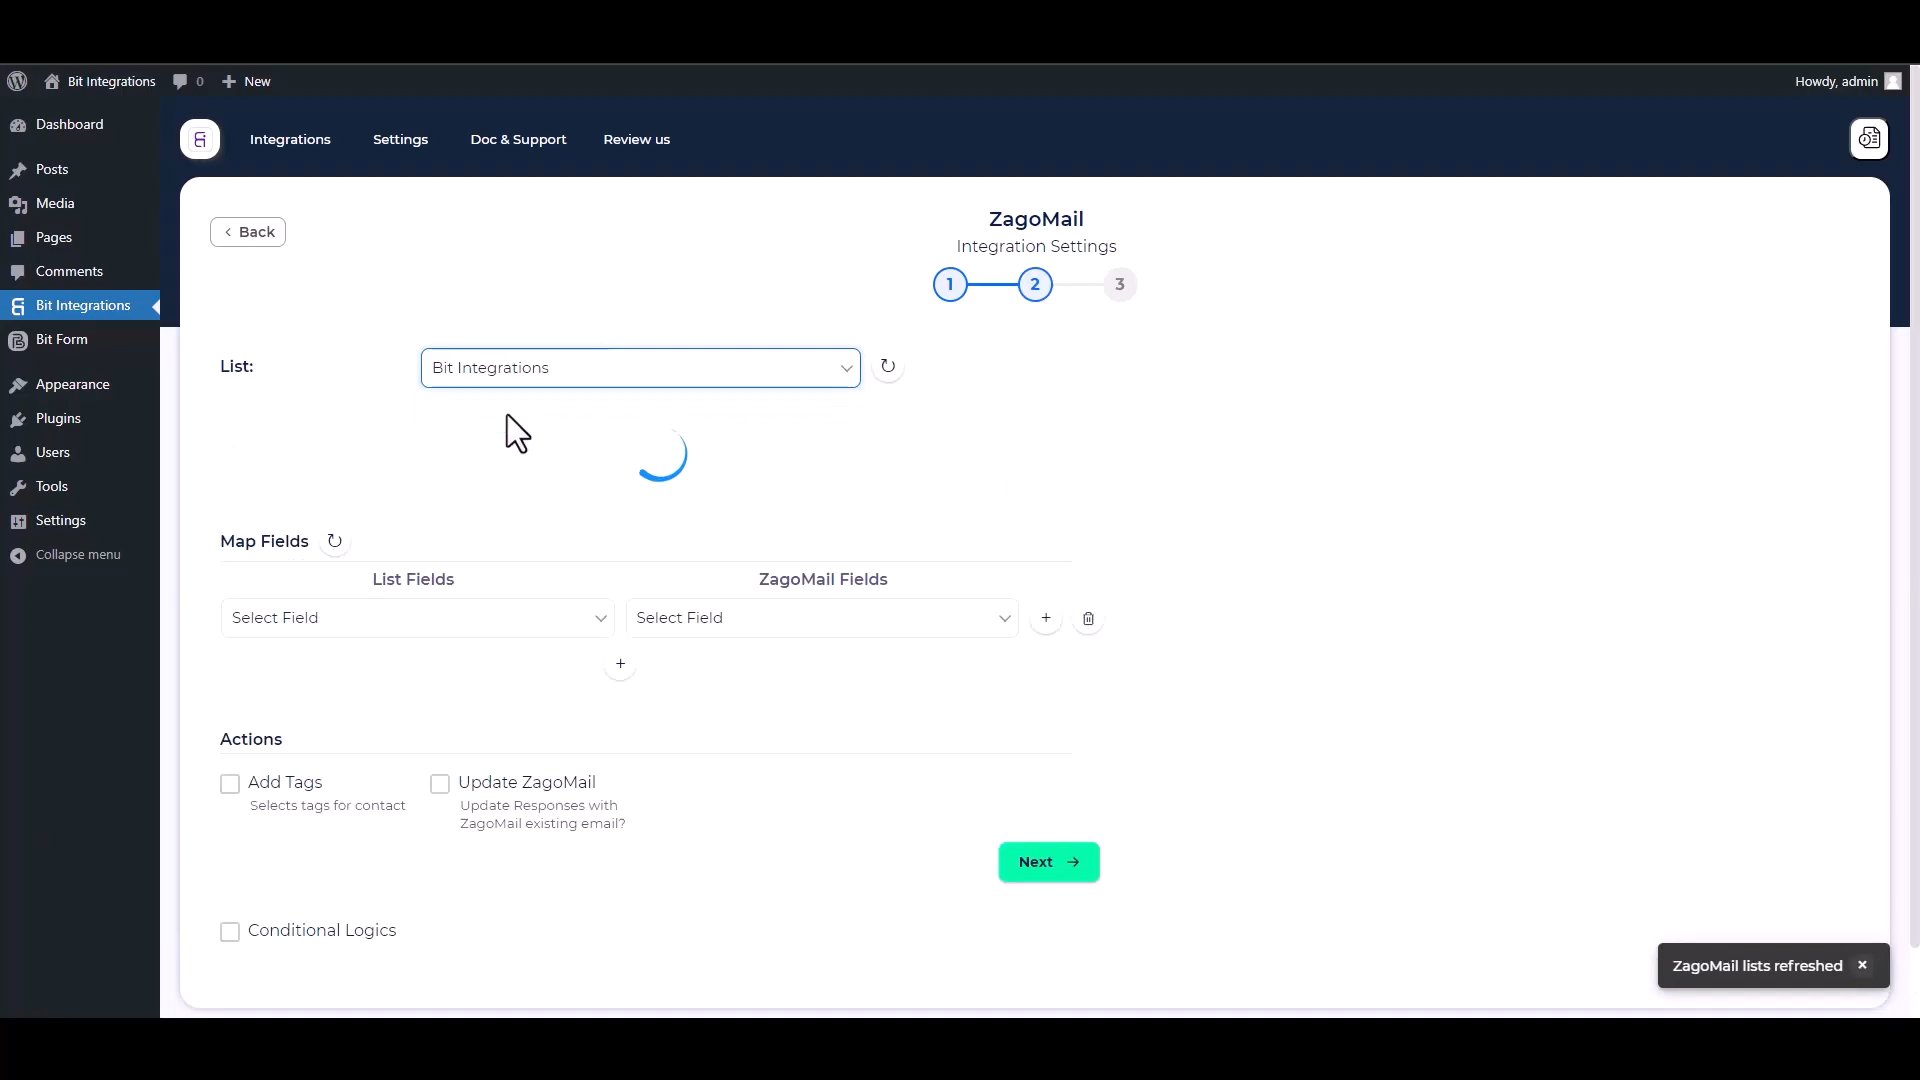 Bit Integrations 0 New Howdy, admin
Dashboard
Posts
Media
Pages
Comments
Bit Integrations
Bit Form
Appearance
Plugins
Users
Tools
Settings
Collapse menu
Integrations Settings Doc & Support Review us
Back
ZagoMail
Integration Settings
1 2 3
List: Bit Integrations
Map Fields
List Fields ZagoMail Fields
Select Field Select Field + 
+
Actions
Add Tags Update ZagoMail
Selects tags for contact Update Responses with
ZagoMail existing email?
Next →
Conditional Logics
ZagoMail lists refreshed ×